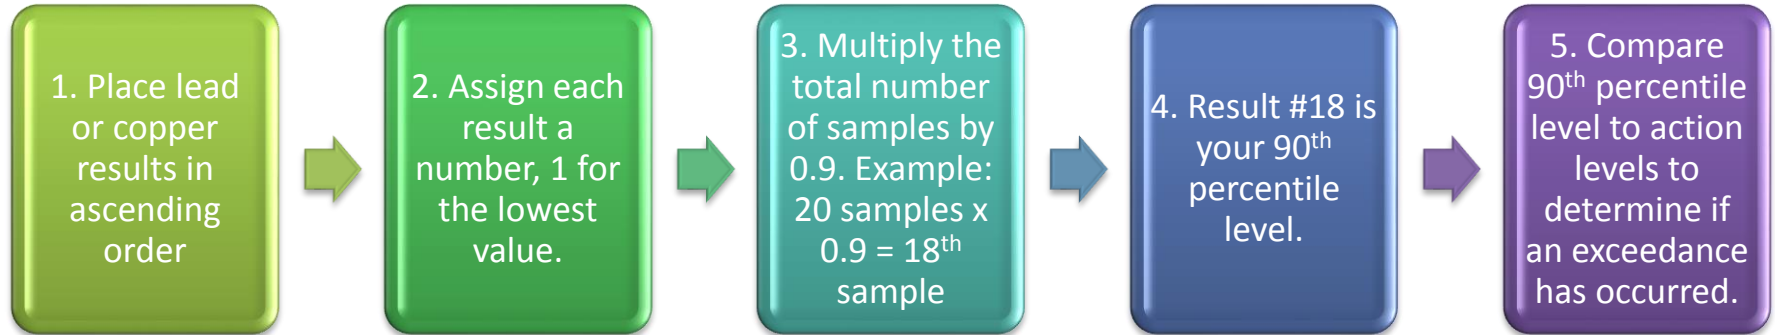 1. Place lead
or copper
results in
ascending
order
2. Assign each
result a
number, 1 for
the lowest
value.
3. Multiply the
total number
of samples by
0.9. Example:
20 samples x
0.9 = 18th
sample
4. Result #18 is
your 90th
percentile
level.
5. Compare
90th percentile
level to action
levels to
determine if
an exceedance
has occurred.